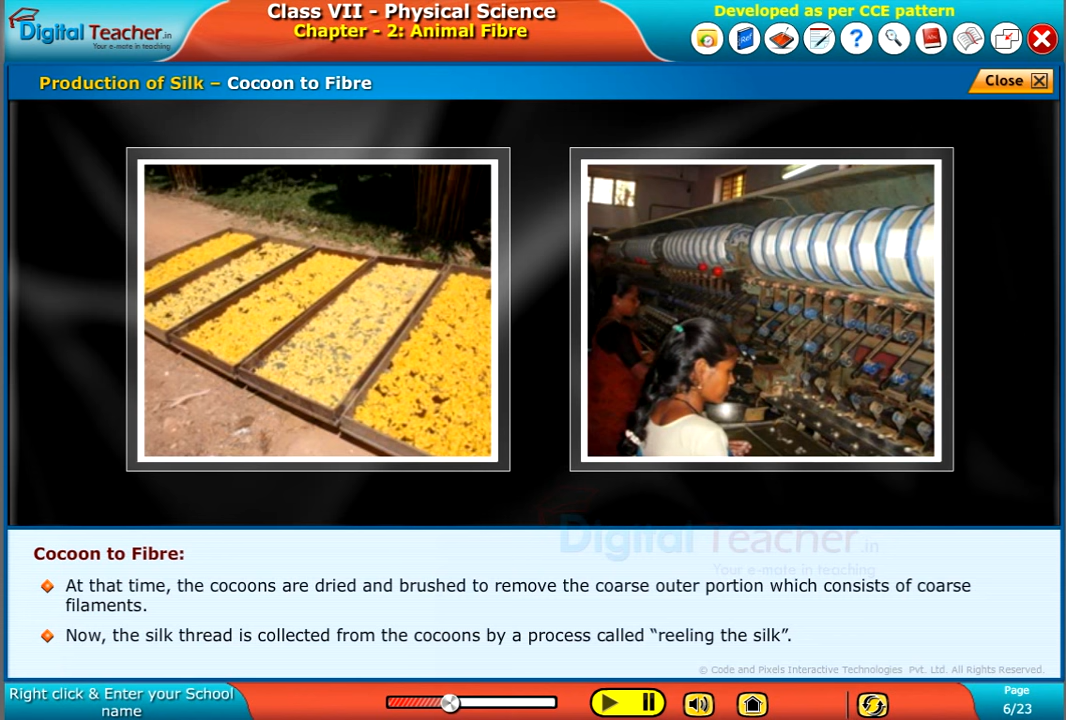 Digital Teacher.in
Your e-mate in teaching
Class VII - Physical Science
Chapter - 2: Animal Fibre
Developed as per CCE pattern
Production of Silk – Cocoon to Fibre
Close
Digital Teacher.in
Your e-mate in teaching
Cocoon to Fibre:
At that time, the cocoons are dried and brushed to remove the coarse outer portion which consists of coarse
filaments.
Now, the silk thread is collected from the cocoons by a process called “reeling the silk”.
© Code and Pixels Interactive Technologies Pvt. Ltd. All Rights Reserved.
Right click & Enter your School
name
Page
6/23